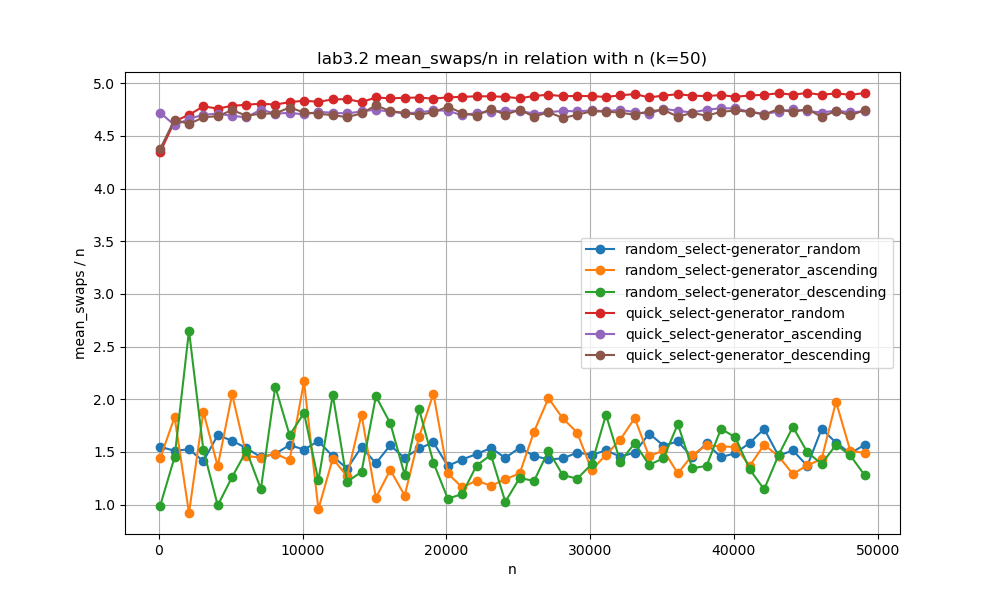 lab3.2 mean_swaps/n in relation with n (k=50)
mean_swaps / n
5.0
4.5
4.0
3.5
3.0
2.5
2.0
1.5
1.0
random_select-generator_random
random_select-generator_ascending
random_select-generator_descending
quick_select-generator_random
quick_select-generator_ascending
quick_select-generator_descending
0
10000
20000
30000
40000
50000
n